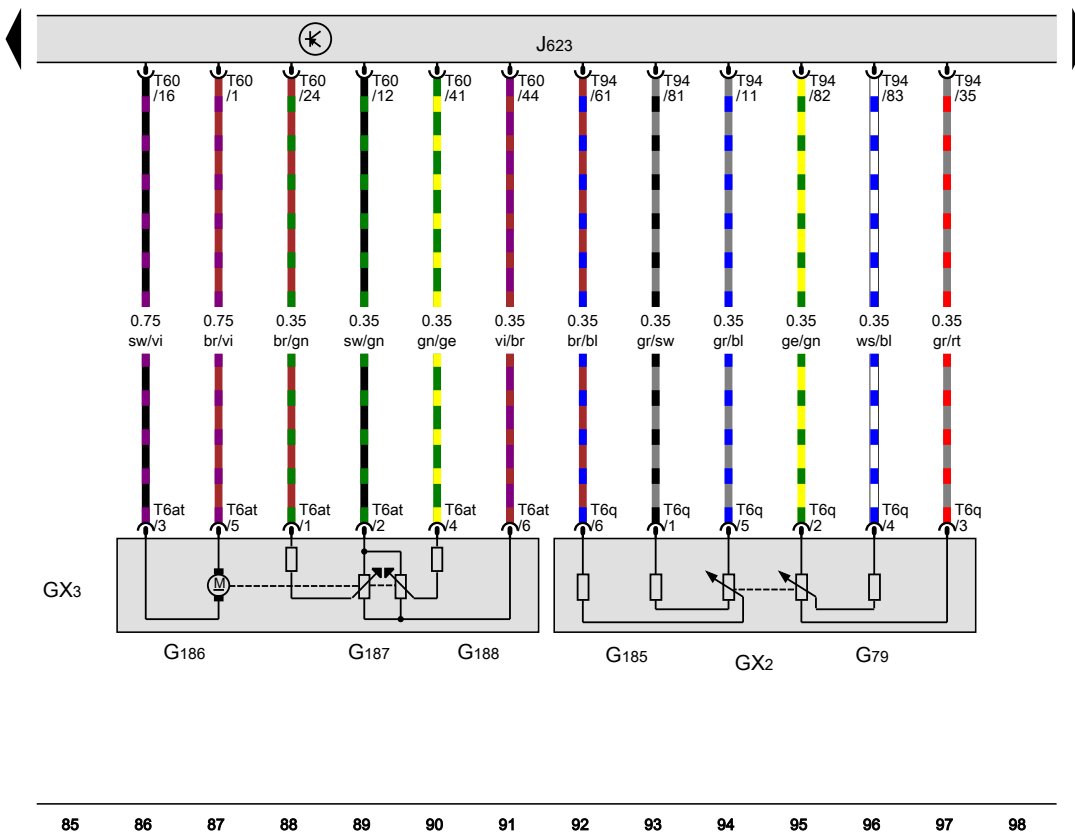 J623
T60 T60 T60 T60 T60 T60 T94 T94 T94 T94 T94 T94
/16 /1 /24 /12 /41 /44 /61 /81 /11 /82 /83 /35
0.75 0.75 0.35 0.35 0.35 0.35 0.35 0.35 0.35 0.35 0.35 0.35
sw/vi br/vi br/gn sw/gn gn/ge vi/br br/bl gr/sw gr/bl ge/gn ws/bl gr/rt
T6at T6at T6at T6at T6at T6at T6q T6q T6q T6q T6q T6q
/3 /5 /1 /2 /4 /6 /6 /1 /5 /2 /4 /3
GX3
M
G186 G187 G188 G185 GX2 G79
85 86 87 88 89 90 91 92 93 94 95 96 97 98